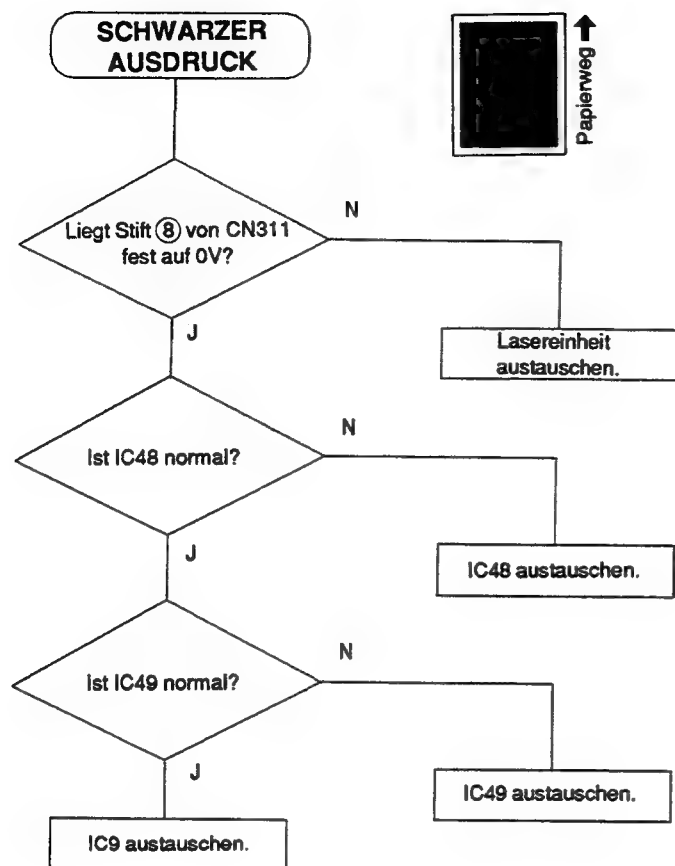 SCHWARZER
AUSDRUCK
Papierweg
Liegt Stift ⑧ von CN311
fest auf 0V?
N
J
Lasereinheit
austauschen.
Ist IC48 normal?
N
J
IC48 austauschen.
Ist IC49 normal?
N
J
IC49 austauschen.
IC9 austauschen.